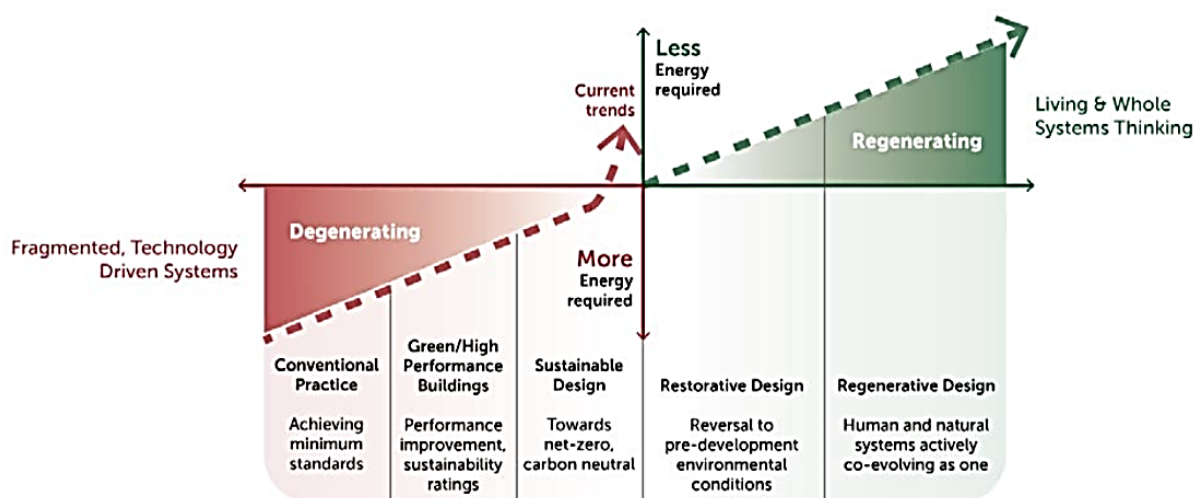 Less
Energy
required
Current
trends
Living & Whole
Systems Thinking
Regenerating
Degenerating
Fragmented, Technology
Driven Systems
More
Energy
required
Conventional
Practice
Achieving
minimum
standards
Green/High
Performance
Buildings
Performance
improvement,
sustainability
ratings
Sustainable
Design
Towards
net-zero,
carbon neutral
Restorative Design
Reversal to
pre-development
environmental
conditions
Regenerative Design
Human and natural
systems actively
co-evolving as one